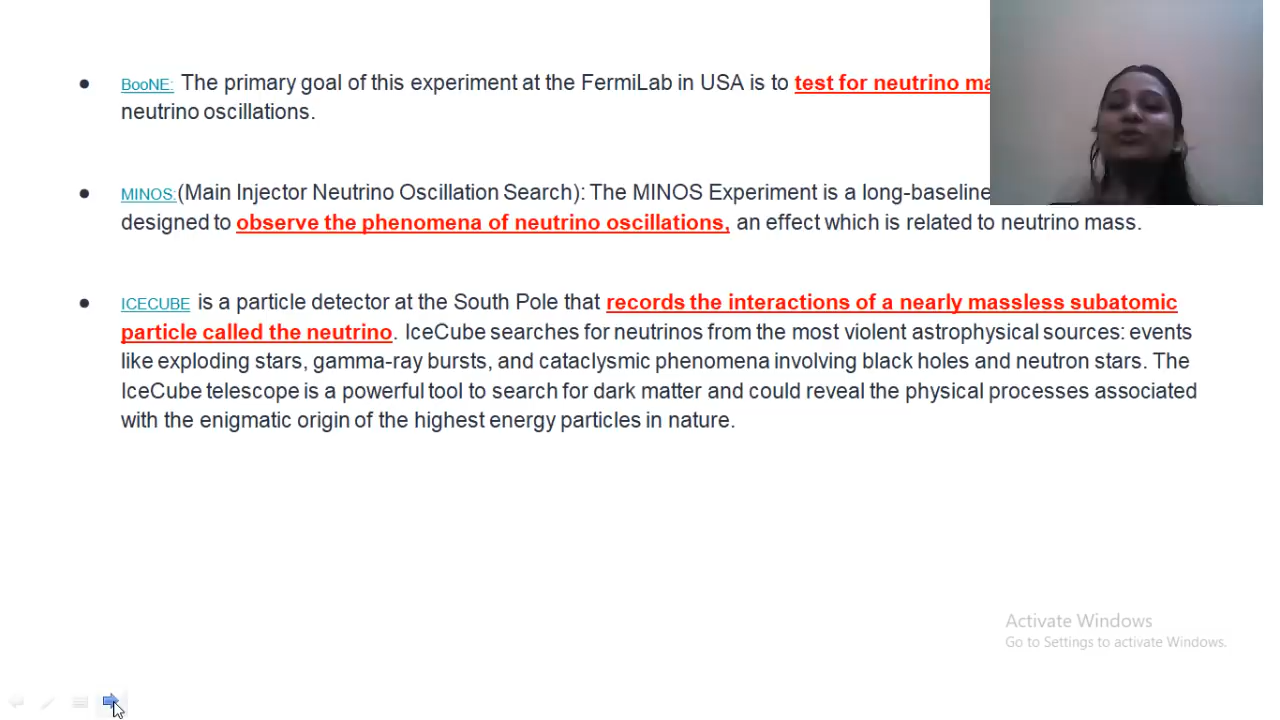 BooNE: The primary goal of this experiment at the FermiLab in USA is to test for neutrino
neutrino oscillations.
MINOS:(Main Injector Neutrino Oscillation Search): The MINOS Experiment is a long-baseline
designed to observe the phenomena of neutrino oscillations, an effect which is related to neutrino mass.
ICECUBE is a particle detector at the South Pole that records the interactions of a nearly massless subatomic
particle called the neutrino. IceCube searches for neutrinos from the most violent astrophysical sources: events
like exploding stars, gamma-ray bursts, and cataclysmic phenomena involving black holes and neutron stars. The
IceCube telescope is a powerful tool to search for dark matter and could reveal the physical processes associated
with the enigmatic origin of the highest energy particles in nature.
Activate Windows
Go to Settings to activate Windows.